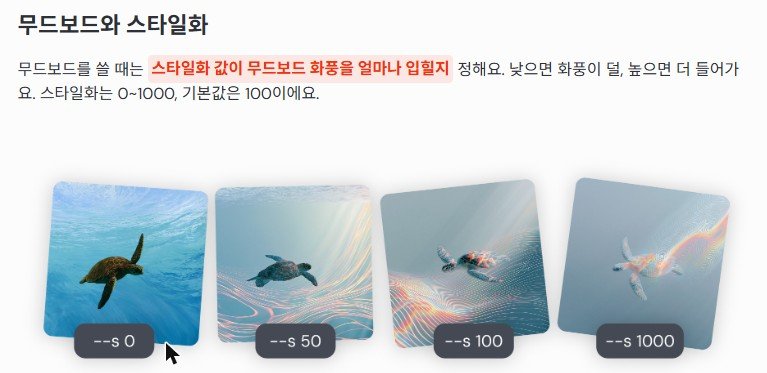 무드보드와 스타일화
무드보드를 쓸 때는 스타일화 값이 무드보드 화풍을 얼마나 입힐지 정해요. 낮으면 화풍이 덜, 높으면 더 들어가
요. 스타일화는 0~1000, 기본값은 100이에요.
--s 0
--s 50
--s 100
--s 1000